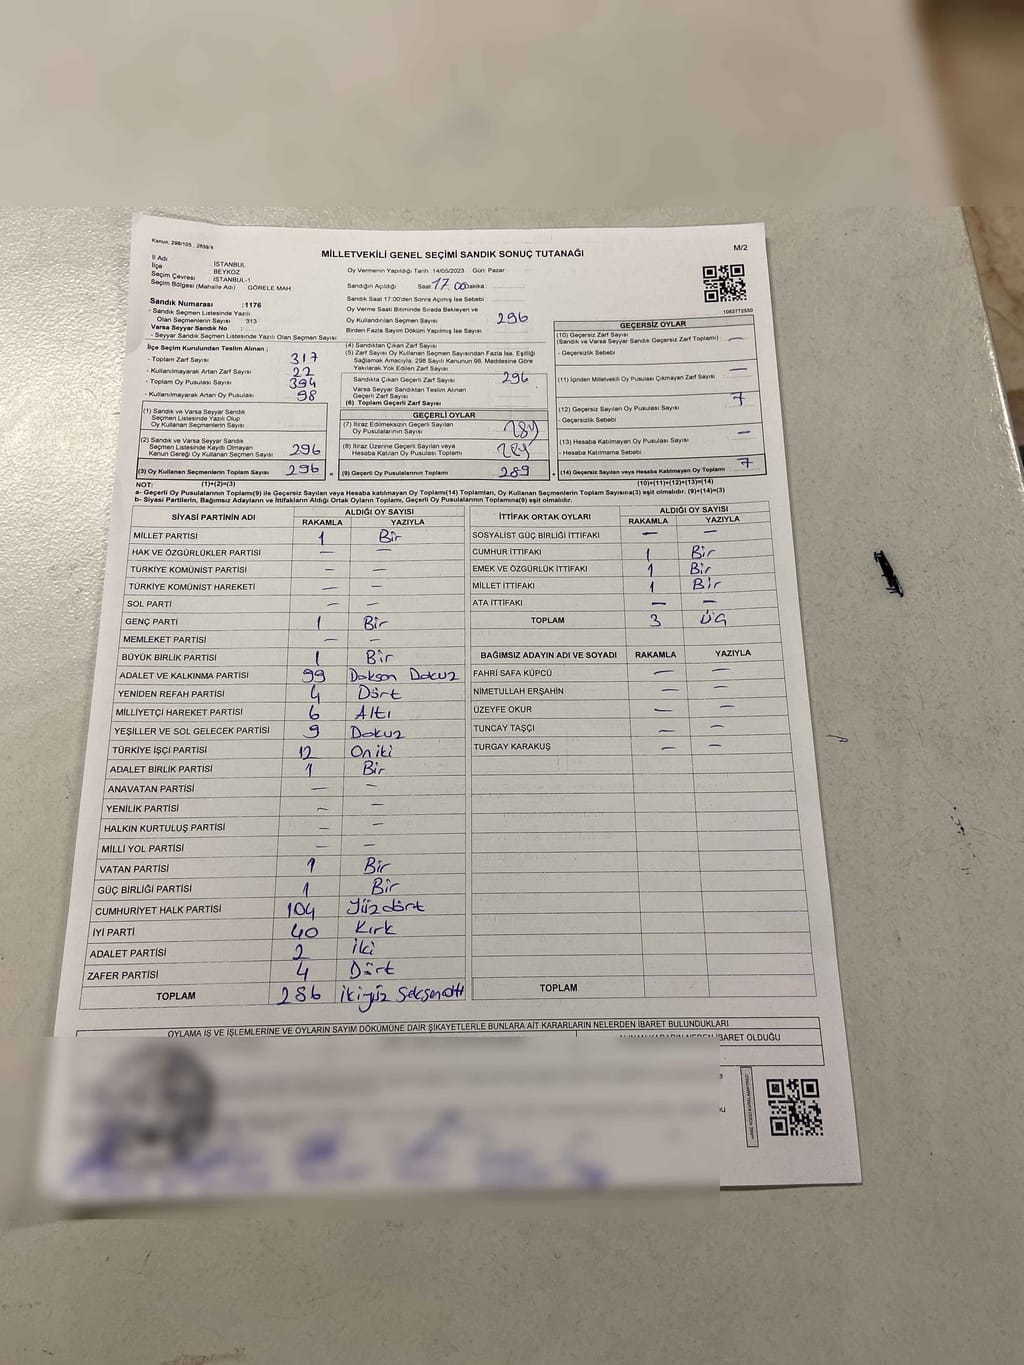 Kanun, 298/105, 2839/4
M/2
MİLLETVEKİLİ GENEL SEÇİMİ SANDIK SONUÇ TUTANAĞI
İl Adı : İSTANBUL
İlçe : BEYKOZ
Seçim Çevresi : İSTANBUL-1
Seçim Bölgesi (Mahalle Adı) : GÖRELE MAH.
Sandık Numarası :1176
- Sandık Seçmen Listesinde Yazılı
Olan Seçmenlerin Sayısı : 313
Varsa Seyyar Sandık No :
- Seyyar Sandık Seçmen Listesinde Yazılı Olan Seçmen Sayısı
İlçe Seçim Kurulundan Teslim Alınan ;
- Toplam Zarf Sayısı 317
- Kullanılmayarak Artan Zarf Sayısı 22
- Toplam Oy Pusulası Sayısı 394
- Kullanılmayarak Artan Oy Pusulası 98
(1) Sandık ve Varsa Seyyar Sandık
Seçmen Listesinde Yazılı Olup
Oy Kullanan Seçmen Sayısı
(2) Sandık ve Varsa Seyyar Sandık
Seçmen Listesinde Kayıtlı Olmayan
Kanun Gereği Oy Kullanan Seçmen Sayısı 296
(3) Oy Kullanan Seçmenlerin Toplam Sayısı 296
Oy Vermenin Yapıldığı Tarih :14/05/2023 Gün: Pazar
Sandığın Açıldığı Saat:17.00 dakika:
Sandık Saat 17:00'den Sonra Açılmış İse Sebebi
Oy Verme Saati Bitiminde Sırada Bekleyen ve
Oy Kullandırılan Seçmen Sayısı 296
Birden Fazla Sayım Döküm Yapılmış İse Sayısı
(4) Sandıktan Çıkan Zarf Sayısı
(5) Zarf Sayısı Oy Kullanan Seçmen Sayısından Fazla İse, Eşitliği
Sağlamak Amacıyla, 298 Sayılı Kanunun 98. Maddesine Göre
Yakılarak Yok Edilen Zarf Sayısı
Sandıkta Çıkan Geçerli Zarf Sayısı 296
Varsa Seyyar Sandıktan Teslim Alınan
Geçerli Zarf Sayısı
(6) Toplam Geçerli Zarf Sayısı
GEÇERLİ OYLAR
(7) İtiraz Edilmeksizin Geçerli Sayılan
Oy Pusulalarının Sayısı
(8) İtiraz Üzerine Geçerli Sayılan veya
Hesaba Katılan Oy Pusulası Toplamı
(9) Geçerli Oy Pusulalarının Toplamı 289
1083772550
GEÇERSİZ OYLAR
(10) Geçersiz Zarf Sayısı
(Sandık ve Varsa Seyyar Sandık Geçersiz Zarf Toplamı) —
- Geçersizlik Sebebi
(11) İçinden Milletvekili Oy Pusulası Çıkmayan Zarf Sayısı —
(12) Geçersiz Sayılan Oy Pusulası Sayısı 7
- Geçersizlik Sebebi
(13) Hesaba Katılmayan Oy Pusulası Sayısı —
- Hesaba Katılmama Sebebi
(14) Geçersiz Sayılan veya Hesaba Katılmayan Oy Toplamı 7
NOT: (1)+(2)=(3) (10)+(11)+(12)+(13)=(14)
a- Geçerli Oy Pusulalarının Toplamı(9) ile Geçersiz Sayılan veya Hesaba katılmayan Oy Toplamı(14) Toplamları, Oy Kullanan Seçmenlerin Toplam Sayısına(3) eşit olmalıdır. (9)+(14)=(3)
b- Siyasi Partilerin, Bağımsız Adayların ve İttifakların Aldığı Ortak Oyların Toplamı, Geçerli Oy Pusulalarının Toplamına(9) eşit olmalıdır.
SİYASİ PARTİNİN ADI ALDIĞI OY SAYISI
RAKAMLA YAZIYLA
MİLLET PARTİSİ 1 Bir
HAK VE ÖZGÜRLÜKLER PARTİSİ — —
TÜRKİYE KOMÜNİST PARTİSİ — —
TÜRKİYE KOMÜNİST HAREKETİ — —
SOL PARTİ — —
GENÇ PARTİ 1 Bir
MEMLEKET PARTİSİ — —
BÜYÜK BİRLİK PARTİSİ 1 Bir
ADALET VE KALKINMA PARTİSİ 99 Doksan Dokuz
YENİDEN REFAH PARTİSİ 4 Dört
MİLLİYETÇİ HAREKET PARTİSİ 6 Altı
YEŞİLLER VE SOL GELECEK PARTİSİ 9 Dokuz
TÜRKİYE İŞÇİ PARTİSİ 12 Oniki
ADALET BİRLİK PARTİSİ 1 Bir
ANAVATAN PARTİSİ — —
YENİLİK PARTİSİ — —
HALKIN KURTULUŞ PARTİSİ — —
MİLLİ YOL PARTİSİ — —
VATAN PARTİSİ 1 Bir
GÜÇ BİRLİĞİ PARTİSİ 1 Bir
CUMHURİYET HALK PARTİSİ 104 Yüzdört
İYİ PARTİ 40 Kırk
ADALET PARTİSİ 2 İki
ZAFER PARTİSİ 4 Dört
TOPLAM 286 İkiyüz Seksenaltı
İTTİFAK ORTAK OYLARI ALDIĞI OY SAYISI
RAKAMLA YAZIYLA
SOSYALİST GÜÇ BİRLİĞİ İTTİFAKI — —
CUMHUR İTTİFAKI 1 Bir
EMEK VE ÖZGÜRLÜK İTTİFAKI 1 Bir
MİLLET İTTİFAKI 1 Bir
ATA İTTİFAKI — —
TOPLAM 3 Üç
BAĞIMSIZ ADAYIN ADI VE SOYADI RAKAMLA YAZIYLA
FAHRİ SAFA KÜPCÜ — —
NİMETULLAH ERŞAHİN — —
ÜZEYFE OKUR — —
TUNCAY TAŞÇI — —
TURGAY KARAKUŞ — —
TOPLAM
OYLAMA İŞ VE İŞLEMLERİNE VE OYLARIN SAYIM DÖKÜMÜNE DAİR ŞİKAYETLERLE BUNLARA AİT KARARLARIN NELERDEN İBARET BULUNDUKLARI